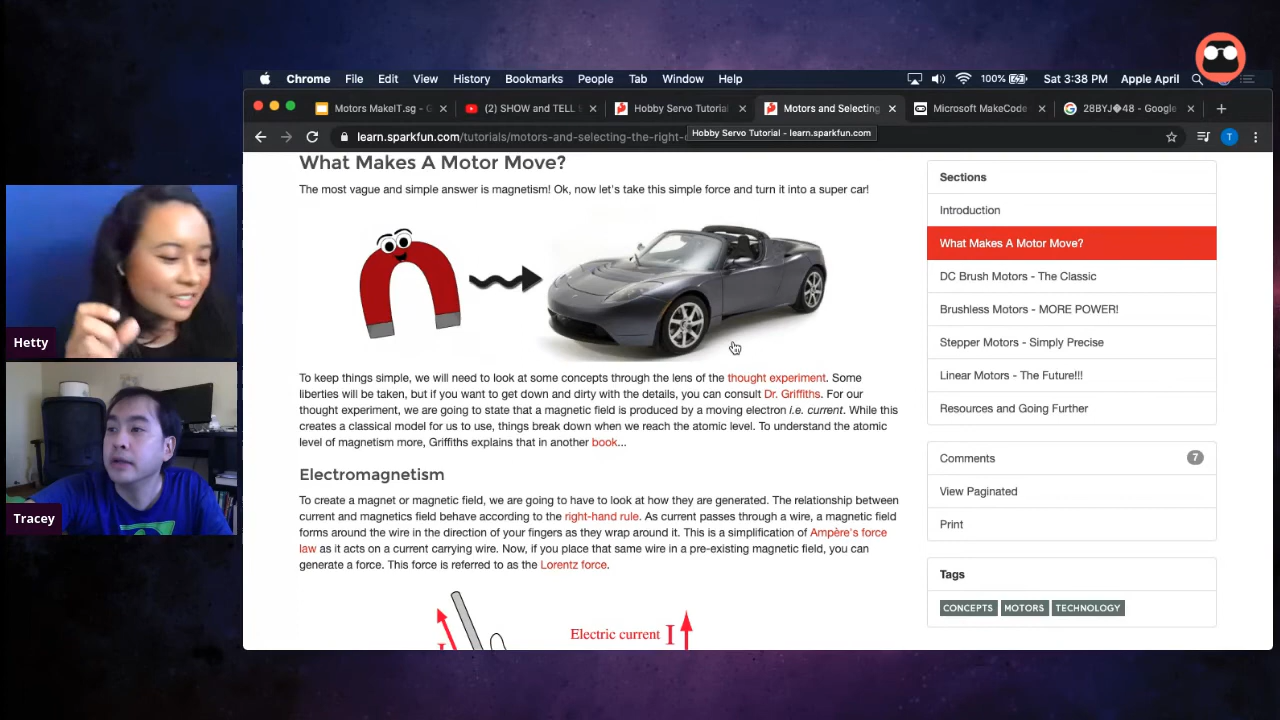 Chrome File Edit View History Bookmarks People Tab Window Help 100% Sat 3:38 PM Apple April
Motors MakeIT.sg - G
(2) SHOW and TELL S
Hobby Servo Tutorial
Motors and Selecting
Microsoft MakeCode
28BYJ�48 - Google
learn.sparkfun.com/tutorials/motors-and-selecting-the-right-
Hobby Servo Tutorial - learn.sparkfun.com
T
What Makes A Motor Move?
The most vague and simple answer is magnetism! Ok, now let's take this simple force and turn it into a super car!
To keep things simple, we will need to look at some concepts through the lens of the thought experiment. Some
liberties will be taken, but if you want to get down and dirty with the details, you can consult Dr. Griffiths. For our
thought experiment, we are going to state that a magnetic field is produced by a moving electron i.e. current. While this
creates a classical model for us to use, things break down when we reach the atomic level. To understand the atomic
level of magnetism more, Griffiths explains that in another book...
Electromagnetism
To create a magnet or magnetic field, we are going to have to look at how they are generated. The relationship between
current and magnetics field behave according to the right-hand rule. As current passes through a wire, a magnetic field
forms around the wire in the direction of your fingers as they wrap around it. This is a simplification of Ampère's force
law as it acts on a current carrying wire. Now, if you place that same wire in a pre-existing magnetic field, you can
generate a force. This force is referred to as the Lorentz force.
Electric current I
Sections
Introduction
What Makes A Motor Move?
DC Brush Motors - The Classic
Brushless Motors - MORE POWER!
Stepper Motors - Simply Precise
Linear Motors - The Future!!!
Resources and Going Further
Comments 7
View Paginated
Print
Tags
CONCEPTS MOTORS TECHNOLOGY
Hetty
Tracey